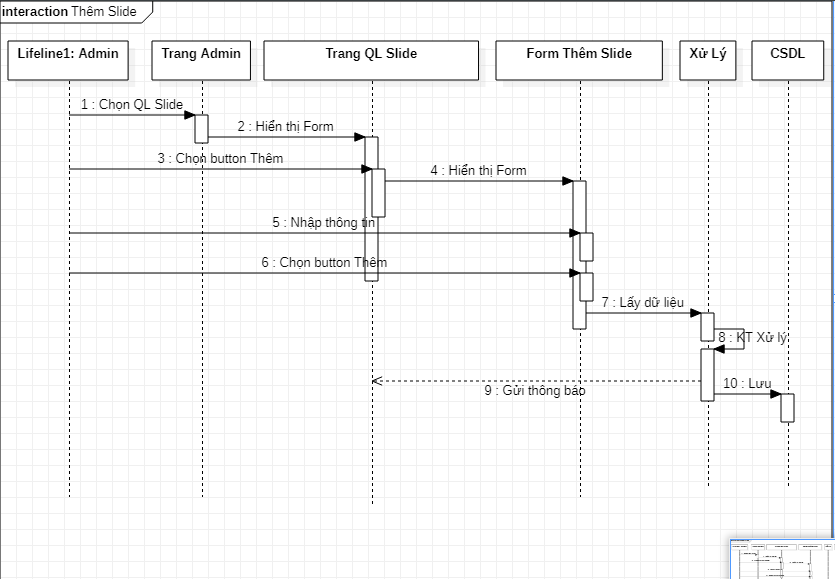 interaction Thêm Slide
Lifeline1: Admin
Trang Admin
Trang QL Slide
Form Thêm Slide
Xử Lý
CSDL
1 : Chọn QL Slide
2 : Hiển thị Form
3 : Chọn button Thêm
4 : Hiển thị Form
5 : Nhập thông tin
6 : Chọn button Thêm
7 : Lấy dữ liệu
8 : KT Xử lý
9 : Gửi thông báo
10 : Lưu